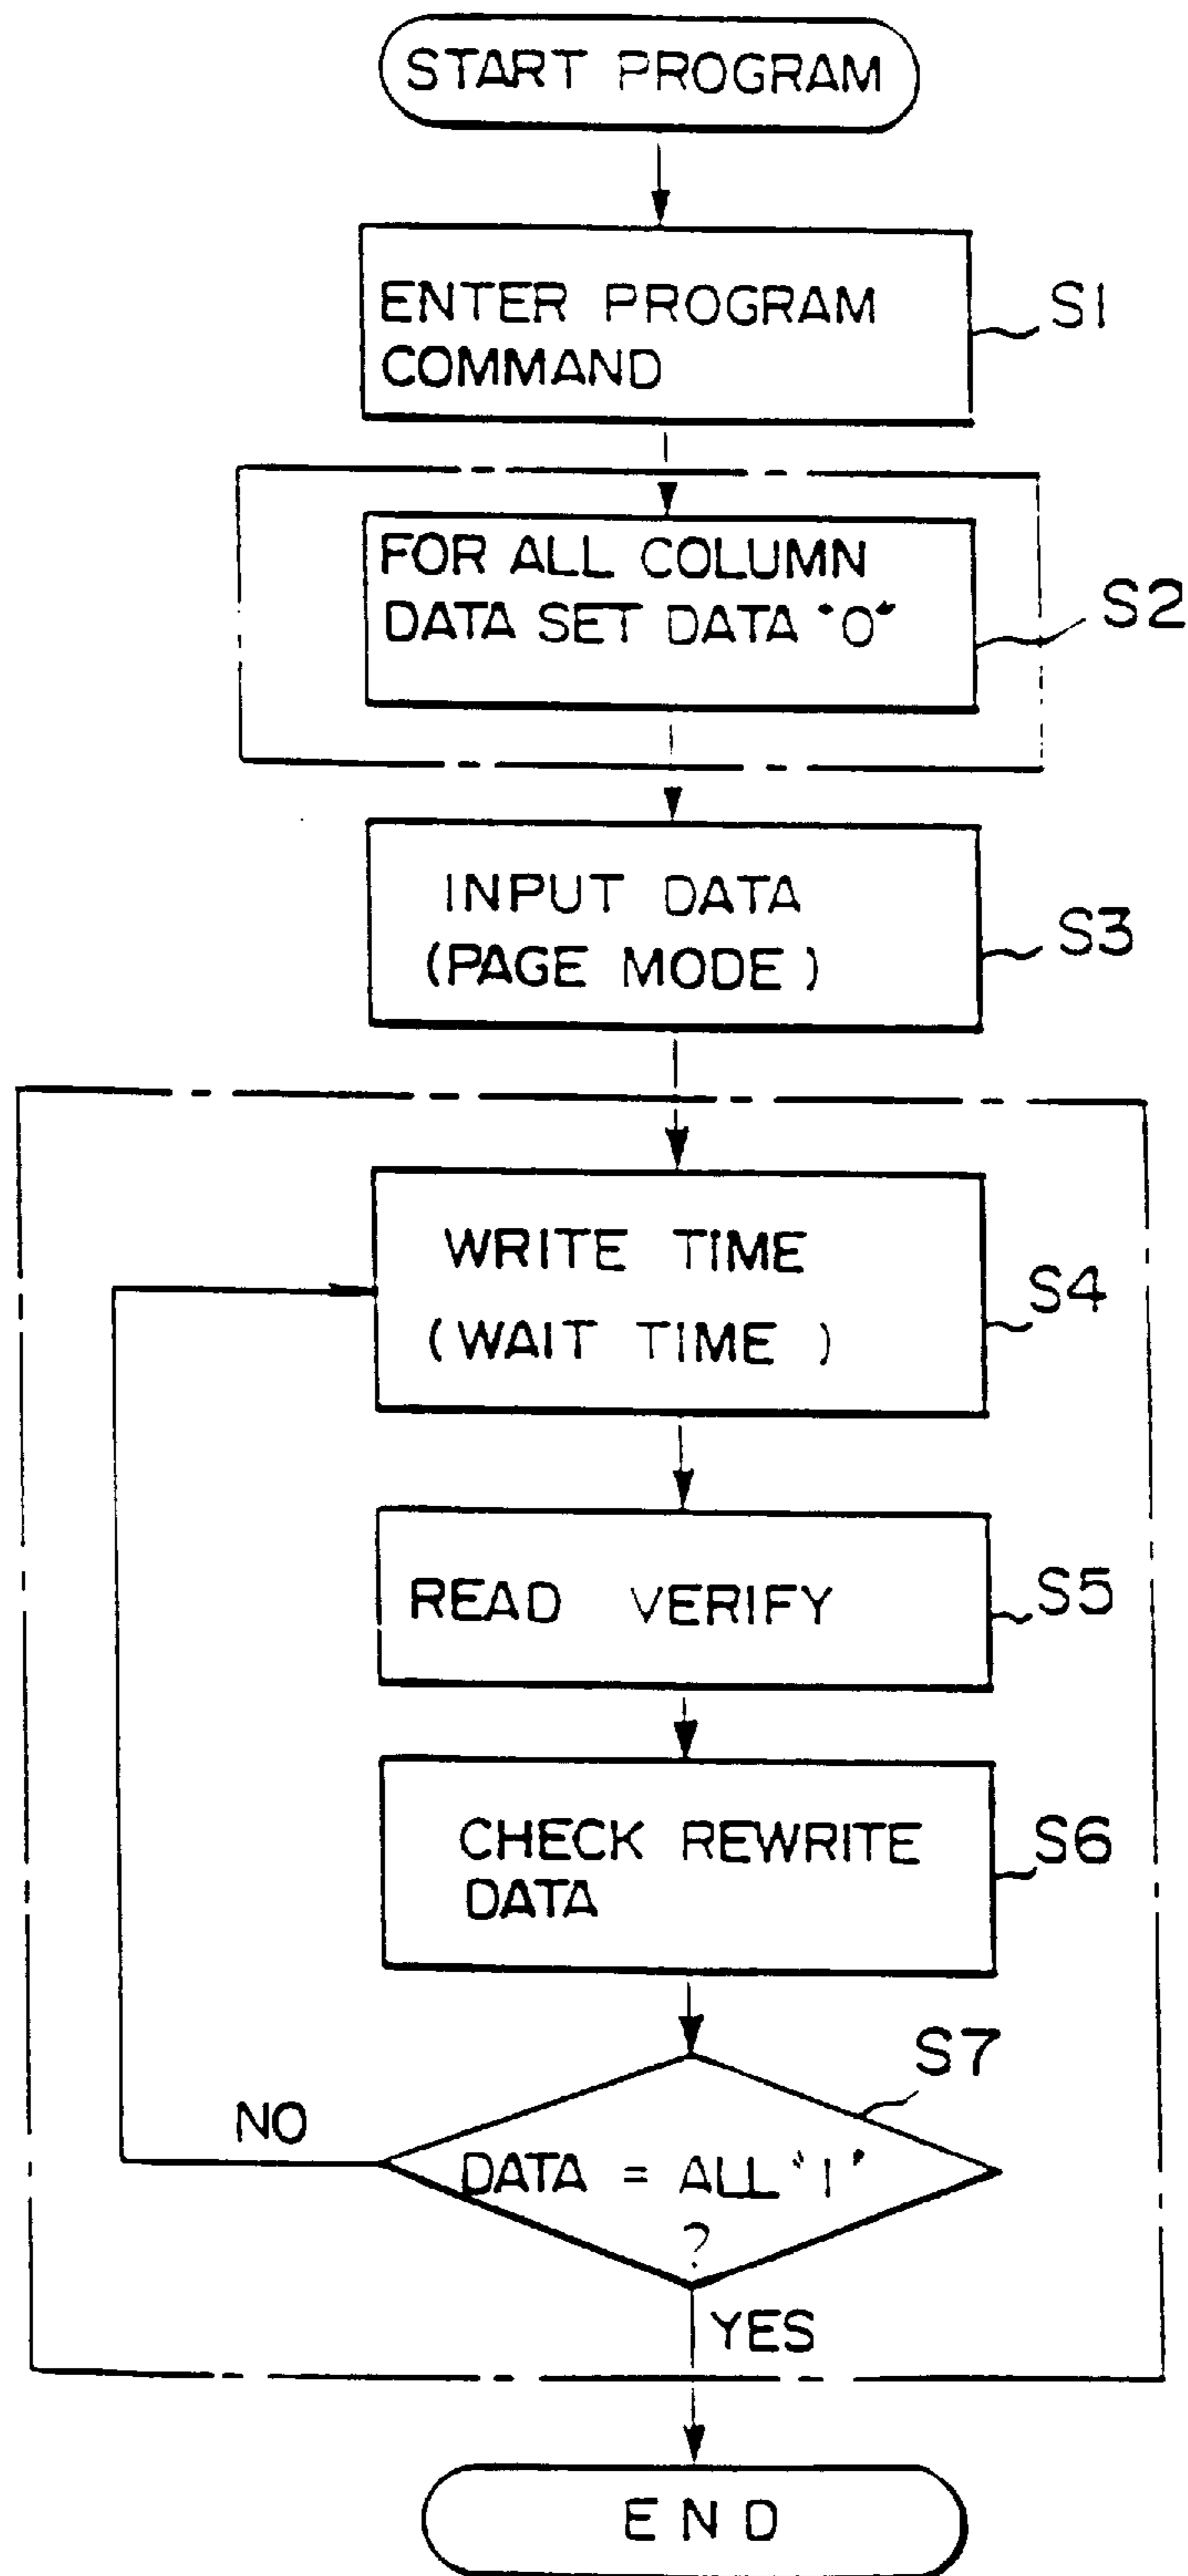 START PROGRAM
ENTER PROGRAM
COMMAND
S1
FOR ALL COLUMN
DATA SET DATA "0"
S2
INPUT DATA
(PAGE MODE)
S3
WRITE TIME
(WAIT TIME)
S4
READ VERIFY
S5
CHECK REWRITE
DATA
S6
S7
NO
DATA = ALL "1"
?
YES
END